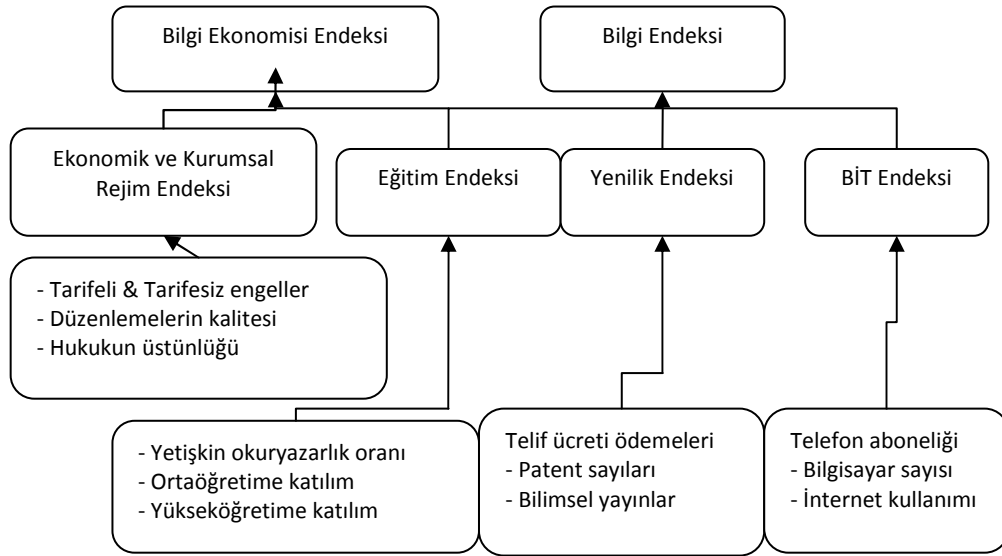 Bilgi Ekonomisi Endeksi
Bilgi Endeksi
Ekonomik ve Kurumsal
Rejim Endeksi
Eğitim Endeksi
Yenilik Endeksi
BİT Endeksi
- Tarifeli & Tarifesiz engeller
- Düzenlemelerin kalitesi
- Hukukun üstünlüğü
- Yetişkin okuryazarlık oranı
- Ortaöğretime katılım
- Yükseköğretime katılım
Telif ücreti ödemeleri
- Patent sayıları
- Bilimsel yayınlar
Telefon aboneliği
- Bilgisayar sayısı
- İnternet kullanımı